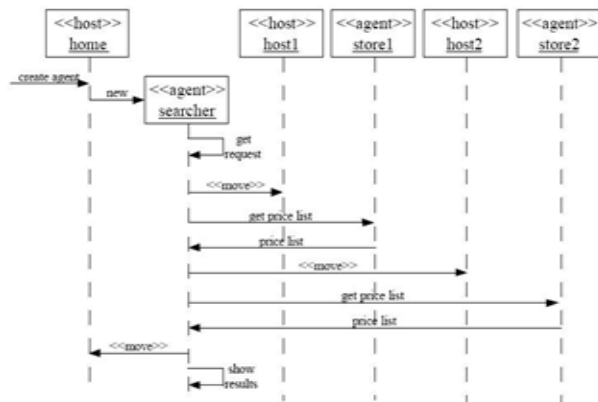 <<host>>
home
<<host>>
host1
<<agent>>
store1
<<host>>
host2
<<agent>>
store2
create agent
new
<<agent>>
searcher
get
request
<<move>>
get price list
price list
<<move>>
get price list
price list
<<move>>
show
results